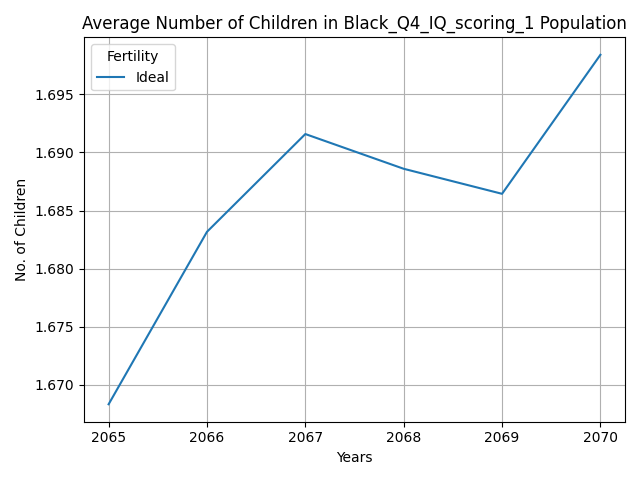 Average Number of Children in Black_Q4_IQ_scoring_1 Population
Fertility
Ideal
1.695
1.690
1.685
1.680
1.675
1.670
No. of Children
2065 2066 2067 2068 2069 2070
Years